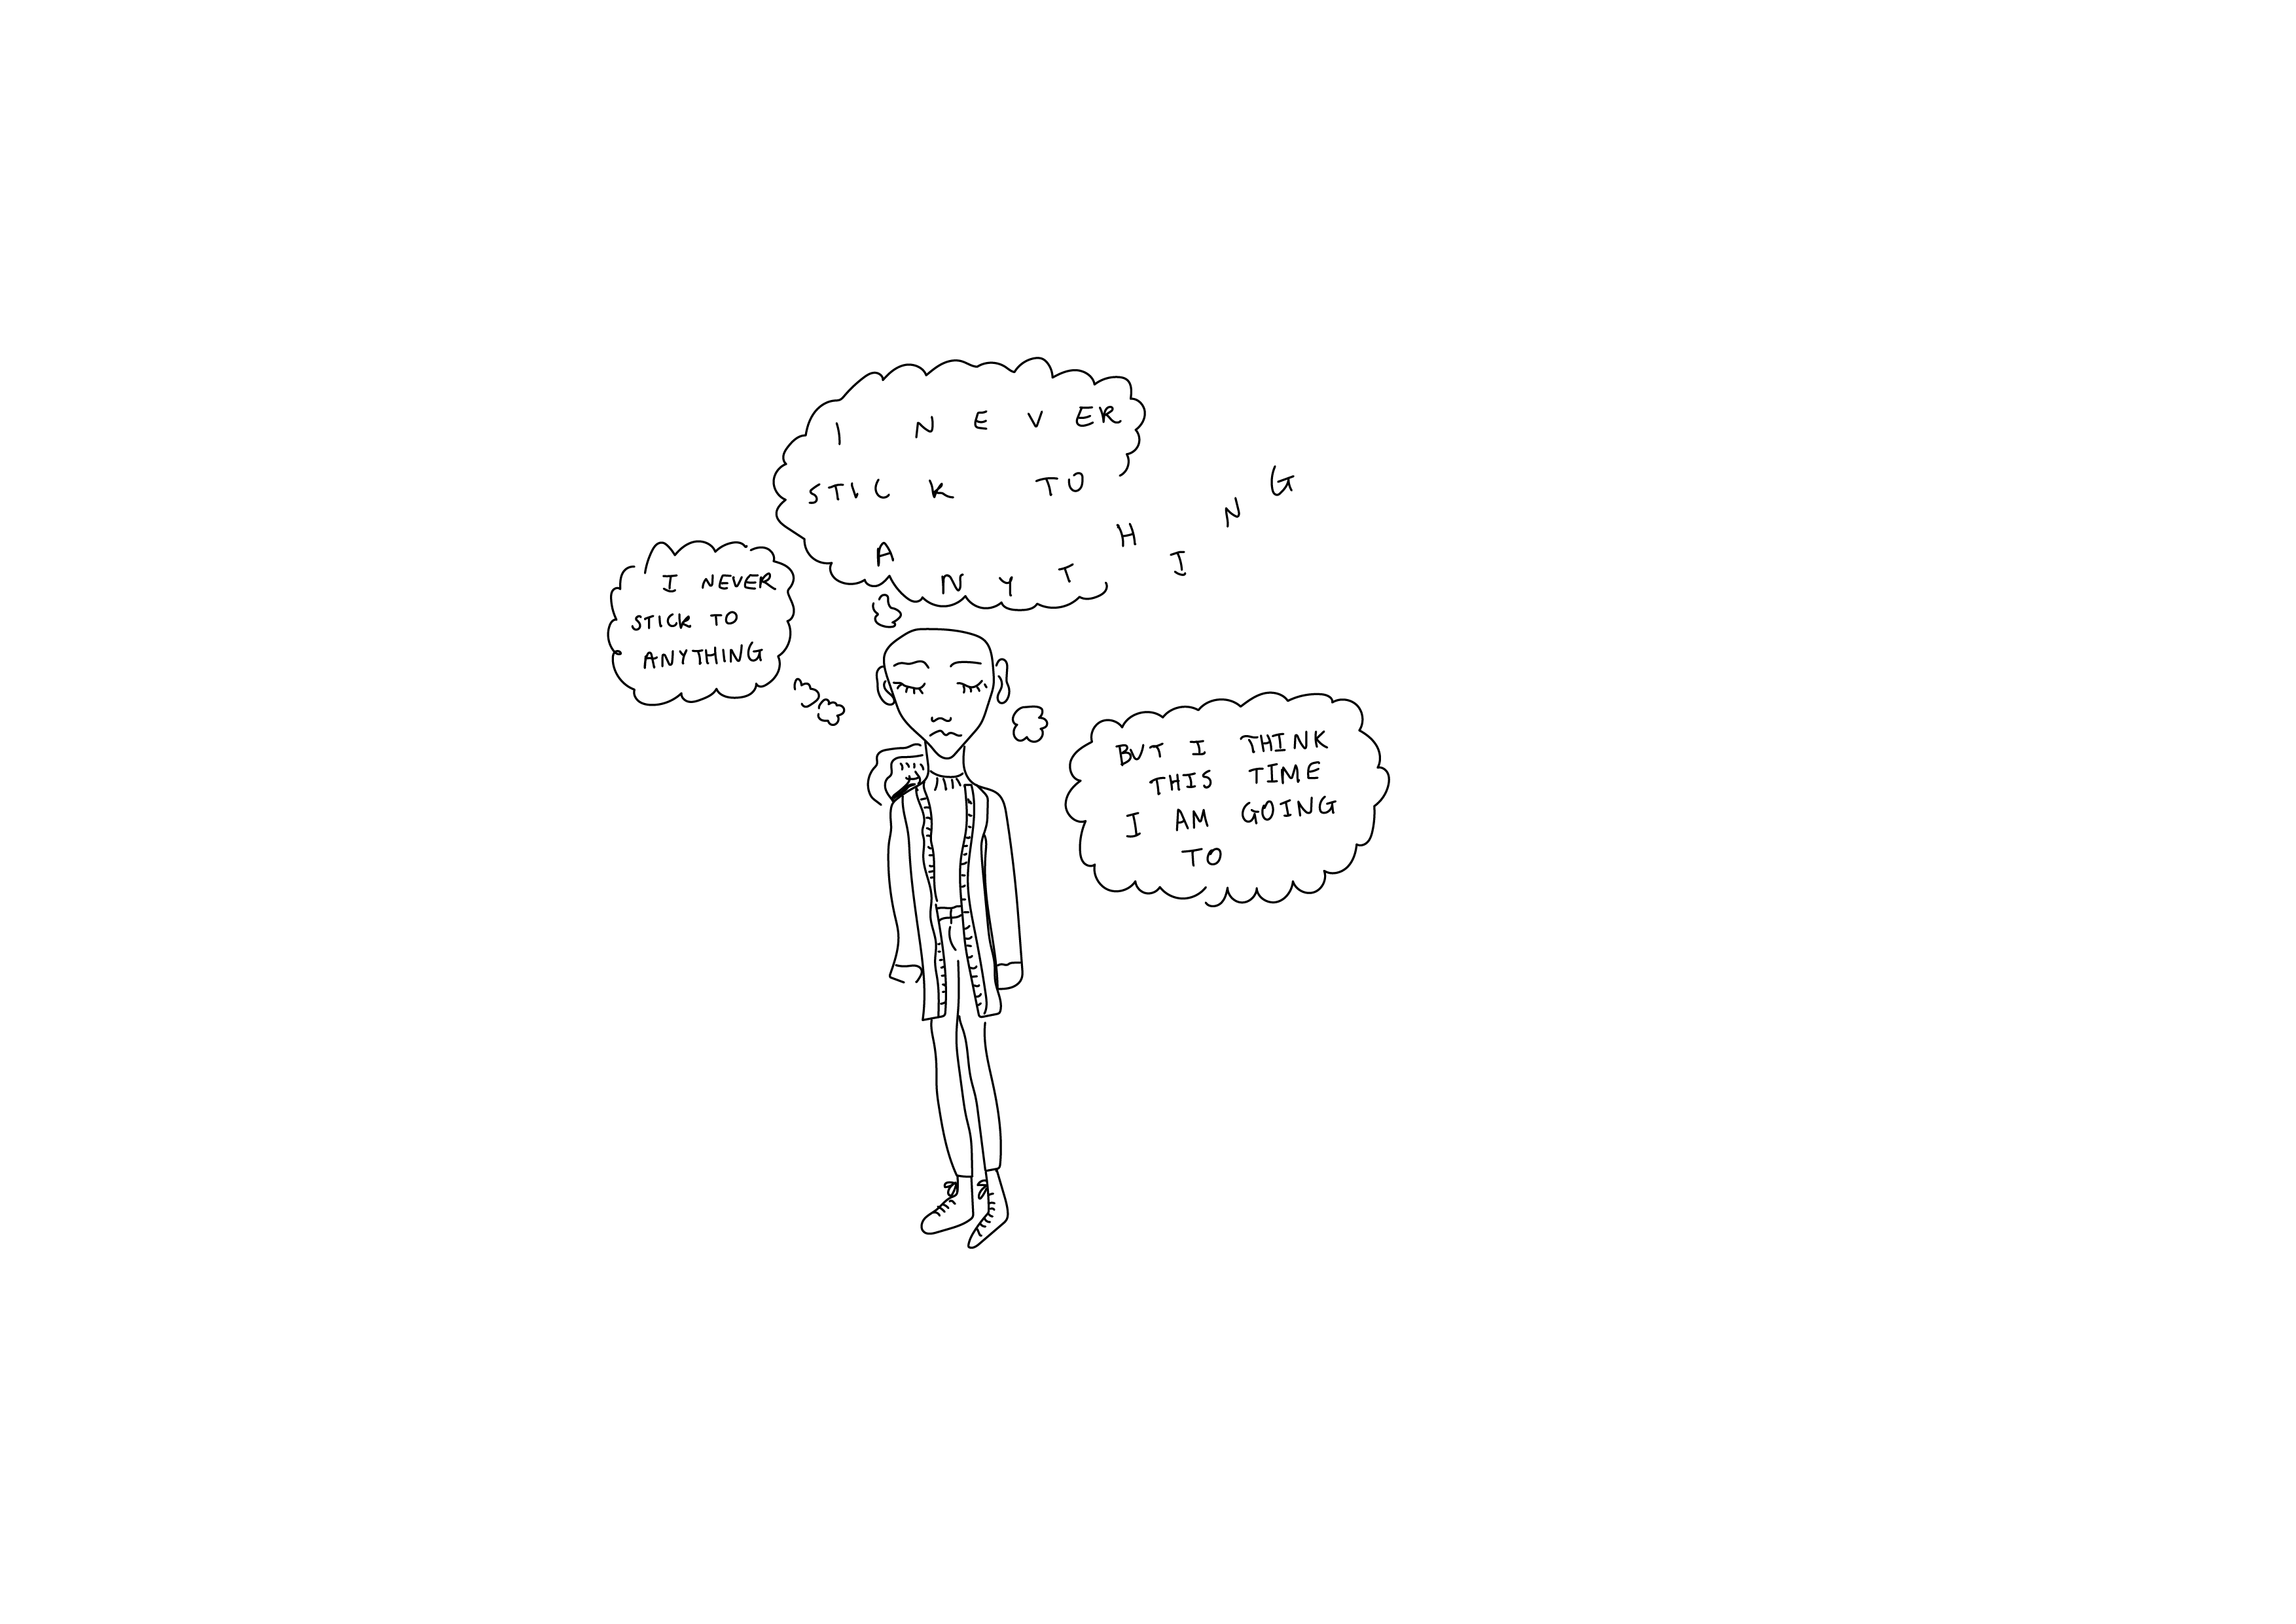 I NEVER
STICK TO
ANYTHING
I NEVER
STICK TO
ANYTHING
BUT I THINK
THIS TIME
I AM GOING
TO